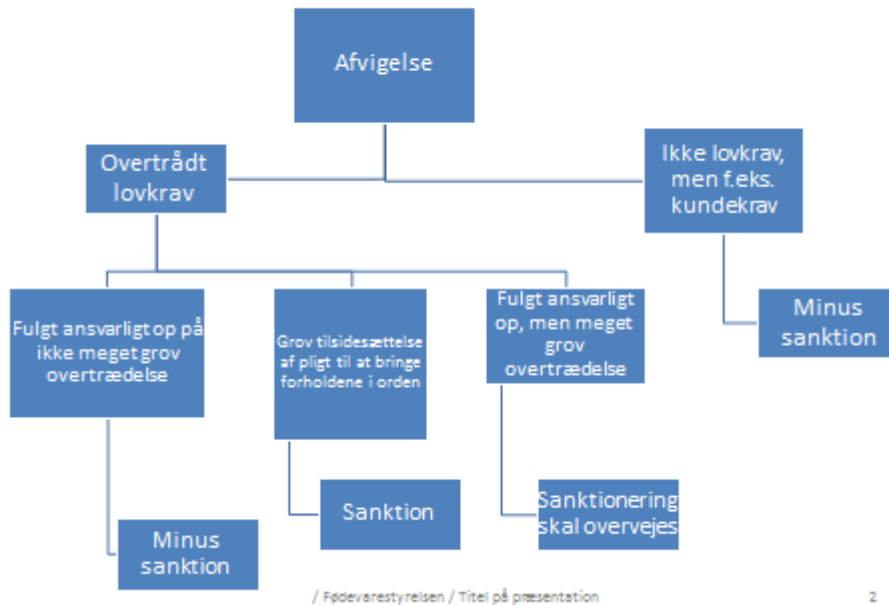 Afvigelse
Overtrådt
lovkrav
Ikke lovkrav,
men f.eks.
kundekrav
Fulgt ansvarligt op på
ikke meget grov
overtrædelse
Grov tilsidesættelse
af pligt til at bringe
forholdene i orden
Fulgt ansvarligt
op, men meget
grov
overtrædelse
Minus
sanktion
Minus
sanktion
Sanktion
Sanktionering
skal overvejes
/ Fødevarestyrelsen / Titel på præsentation
2